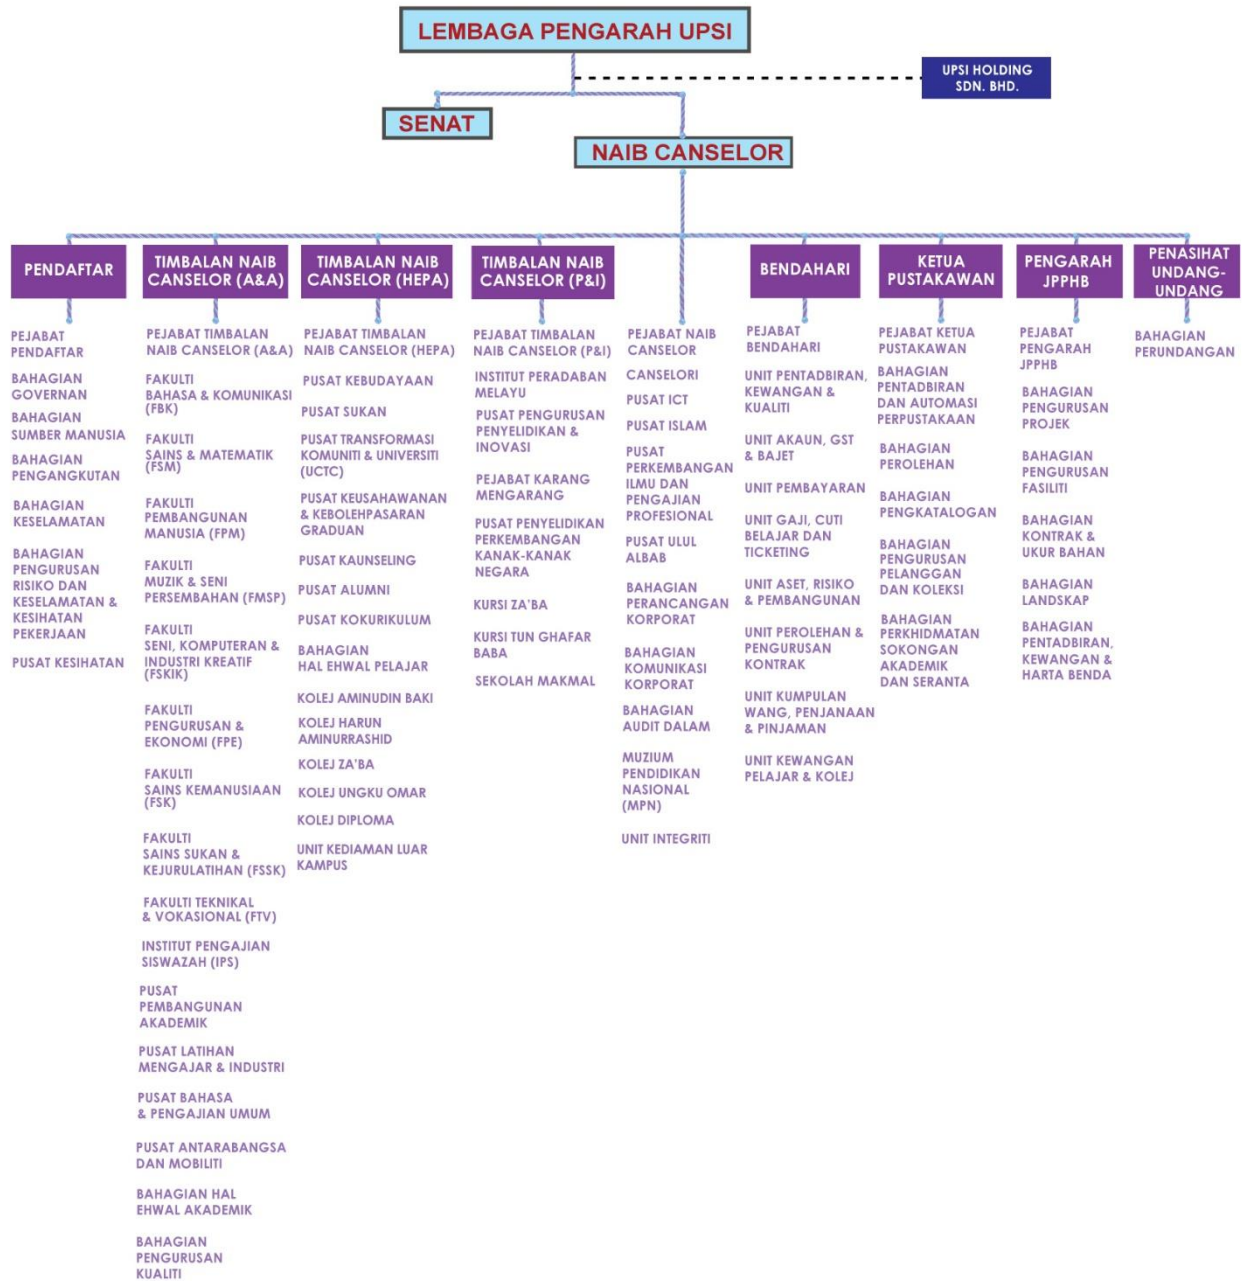 LEMBAGA PENGARAH UPSI
UPSI HOLDING
SDN. BHD.
SENAT
NAIB CANSELOR
PENDAFTAR
TIMBALAN NAIB
CANSELOR (A&A)
TIMBALAN NAIB
CANSELOR (HEPA)
TIMBALAN NAIB
CANSELOR (P&I)
BENDAHARI
KETUA
PUSTAKAWAN
PENGARAH
JPPHB
PENASIHAT
UNDANG-
UNDANG
PEJABAT
PENDAFTAR
BAHAGIAN
GOVERNAN
BAHAGIAN
SUMBER MANUSIA
BAHAGIAN
PENGANGKUTAN
BAHAGIAN
KESELAMATAN
BAHAGIAN
PENGURUSAN
RISIKO DAN
KESELAMATAN &
KESIHATAN
PEKERJAAN
PUSAT KESIHATAN
PEJABAT TIMBALAN
NAIB CANSELOR (A&A)
FAKULTI
BAHASA & KOMUNIKASI
(FBK)
FAKULTI
SAINS & MATEMATIK
(FSM)
FAKULTI
PEMBANGUNAN
MANUSIA (FPM)
FAKULTI
MUZIK & SENI
PERSEMBAHAN (FMSP)
FAKULTI
SENI, KOMPUTERAN &
INDUSTRI KREATIF
(FSKIK)
FAKULTI
PENGURUSAN &
EKONOMI (FPE)
FAKULTI
SAINS KEMANUSIAAN
(FSK)
FAKULTI
SAINS SUKAN &
KEJURULATIHAN (FSSK)
FAKULTI TEKNIKAL
& VOKASIONAL (FTV)
INSTITUT PENGAJIAN
SISWAZAH (IPS)
PUSAT
PEMBANGUNAN
AKADEMIK
PUSAT LATIHAN
MENGAJAR & INDUSTRI
PUSAT BAHASA
& PENGAJIAN UMUM
PUSAT ANTARABANGSA
DAN MOBILITI
BAHAGIAN HAL
EHWAL AKADEMIK
BAHAGIAN
PENGURUSAN
KUALITI
PEJABAT TIMBALAN
NAIB CANSELOR (HEPA)
PUSAT KEBUDAYAAN
PUSAT SUKAN
PUSAT TRANSFORMASI
KOMUNITI & UNIVERSITI
(UCTC)
PUSAT KEUSAHAWANAN
& KEBOLEHPASARAN
GRADUAN
PUSAT KAUNSELING
PUSAT ALUMNI
PUSAT KOKURIKULUM
BAHAGIAN
HAL EHWAL PELAJAR
KOLEJ AMINUDIN BAKI
KOLEJ HARUN
AMINURRASHID
KOLEJ ZA'BA
KOLEJ UNGKU OMAR
KOLEJ DIPLOMA
UNIT KEDIAMAN LUAR
KAMPUS
PEJABAT TIMBALAN
NAIB CANSELOR (P&I)
INSTITUT PERADABAN
MELAYU
PUSAT PENGURUSAN
PENYELIDIKAN &
INOVASI
PEJABAT KARANG
MENGARANG
PUSAT PENYELIDIKAN
PERKEMBANGAN
KANAK-KANAK
NEGARA
KURSI ZA'BA
KURSI TUN GHAFAR
BABA
SEKOLAH MAKMAL
PEJABAT NAIB
CANSELOR
CANSELORI
PUSAT ICT
PUSAT ISLAM
PUSAT
PERKEMBANGAN
ILMU DAN
PENGAJIAN
PROFESIONAL
PUSAT ULUL
ALBAB
BAHAGIAN
PERANCANGAN
KORPORAT
BAHAGIAN
KOMUNIKASI
KORPORAT
BAHAGIAN
AUDIT DALAM
MUZIUM
PENDIDIKAN
NASIONAL
(MPN)
UNIT INTEGRITI
PEJABAT
BENDAHARI
UNIT PENTADBIRAN,
KEWANGAN &
KUALITI
UNIT AKAUN, GST
& BAJET
UNIT PEMBAYARAN
UNIT GAJI, CUTI
BELAJAR DAN
TICKETING
UNIT ASET, RISIKO
& PEMBANGUNAN
UNIT PEROLEHAN &
PENGURUSAN
KONTRAK
UNIT KUMPULAN
WANG, PENJANAAN
& PINJAMAN
UNIT KEWANGAN
PELAJAR & KOLEJ
PEJABAT KETUA
PUSTAKAWAN
BAHAGIAN
PENTADBIRAN
DAN AUTOMASI
PERPUSTAKAAN
BAHAGIAN
PEROLEHAN
BAHAGIAN
PENGKATALOGAN
BAHAGIAN
PENGURUSAN
PELANGGAN
DAN KOLEKSI
BAHAGIAN
PERKHIDMATAN
SOKONGAN
AKADEMIK
DAN SERANTA
PEJABAT
PENGARAH
JPPHB
BAHAGIAN
PENGURUSAN
PROJEK
BAHAGIAN
PENGURUSAN
FASILITI
BAHAGIAN
KONTRAK &
UKUR BAHAN
BAHAGIAN
LANDSKAP
BAHAGIAN
PENTADBIRAN,
KEWANGAN &
HARTA BENDA
BAHAGIAN
PERUNDANGAN